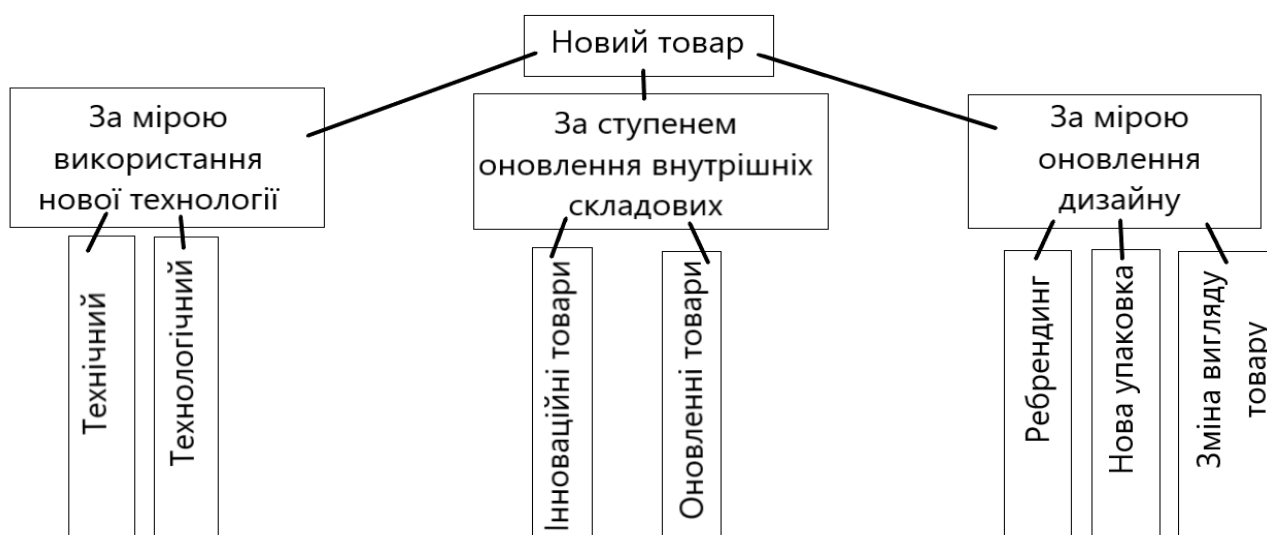 Новий товар
За мірою
використання
нової технології
За ступенем
оновлення внутрішніх
складових
За мірою
оновлення
дизайну
Технічний
Технологічний
Інноваційні товари
Оновленні товари
Ребрендинг
Нова упаковка
Зміна вигляду
товару